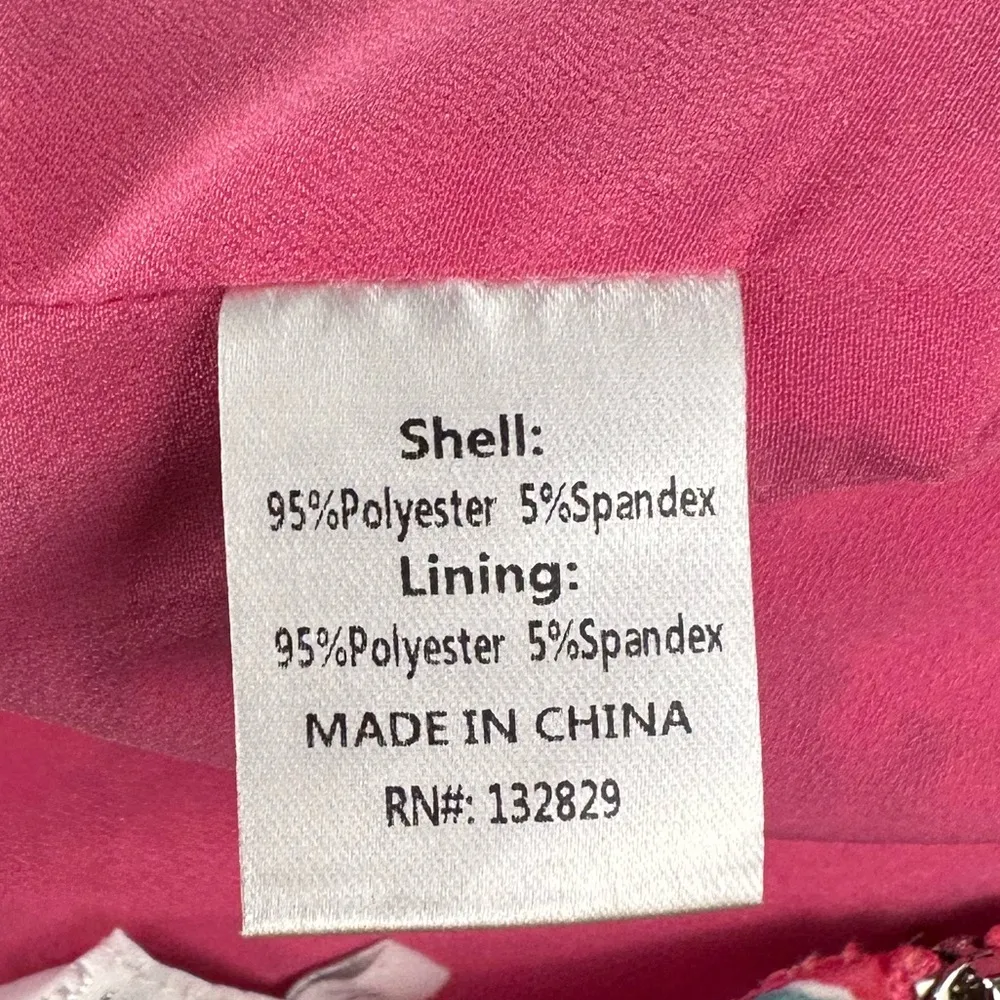 Shell:
95%Polyester 5%Spandex
Lining:
95%Polyester 5%Spandex
MADE IN CHINA
RN#: 132829